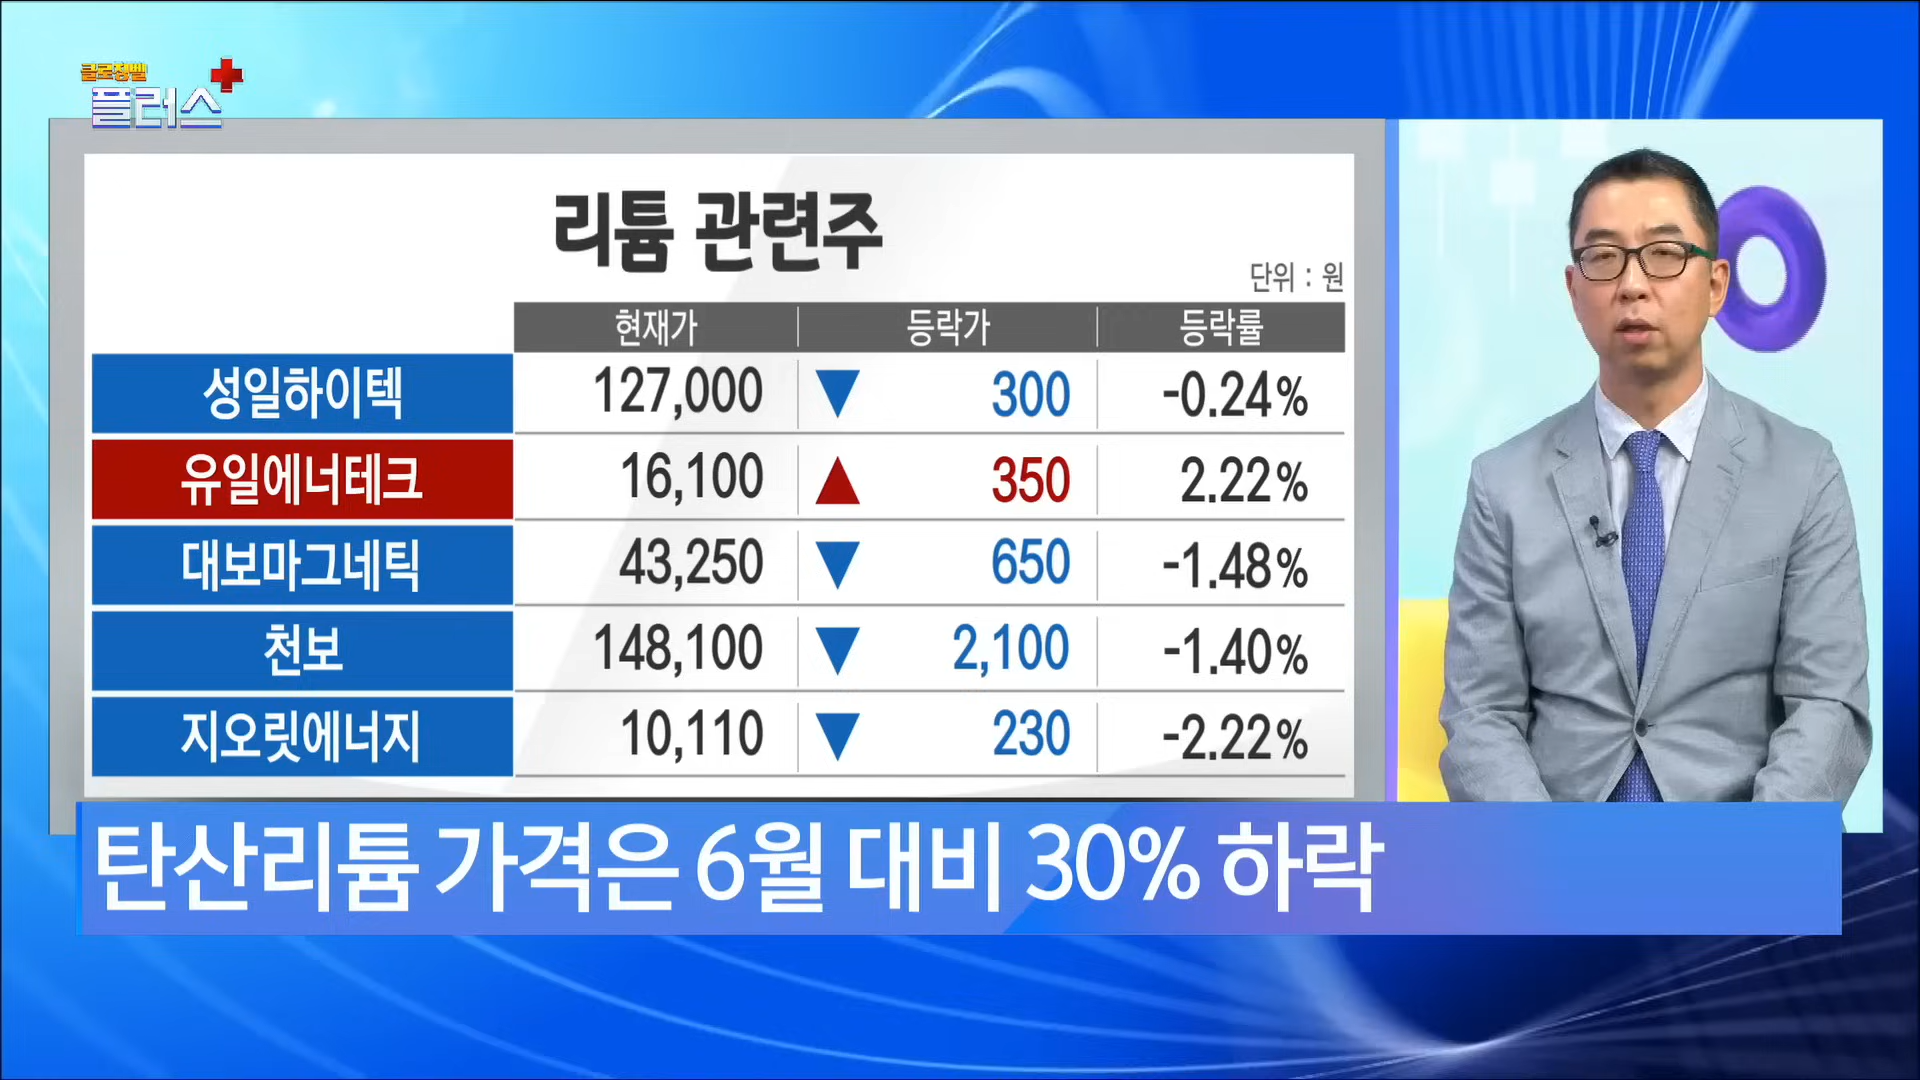 클로징벨
플러스
리튬 관련주
단위 : 원
현재가 등락가 등락률
성일하이텍 127,000 ▼ 300 -0.24%
유일에너테크 16,100 ▲ 350 2.22%
대보마그네틱 43,250 ▼ 650 -1.48%
천보 148,100 ▼ 2,100 -1.40%
지오릿에너지 10,110 ▼ 230 -2.22%
탄산리튬 가격은 6월 대비 30% 하락